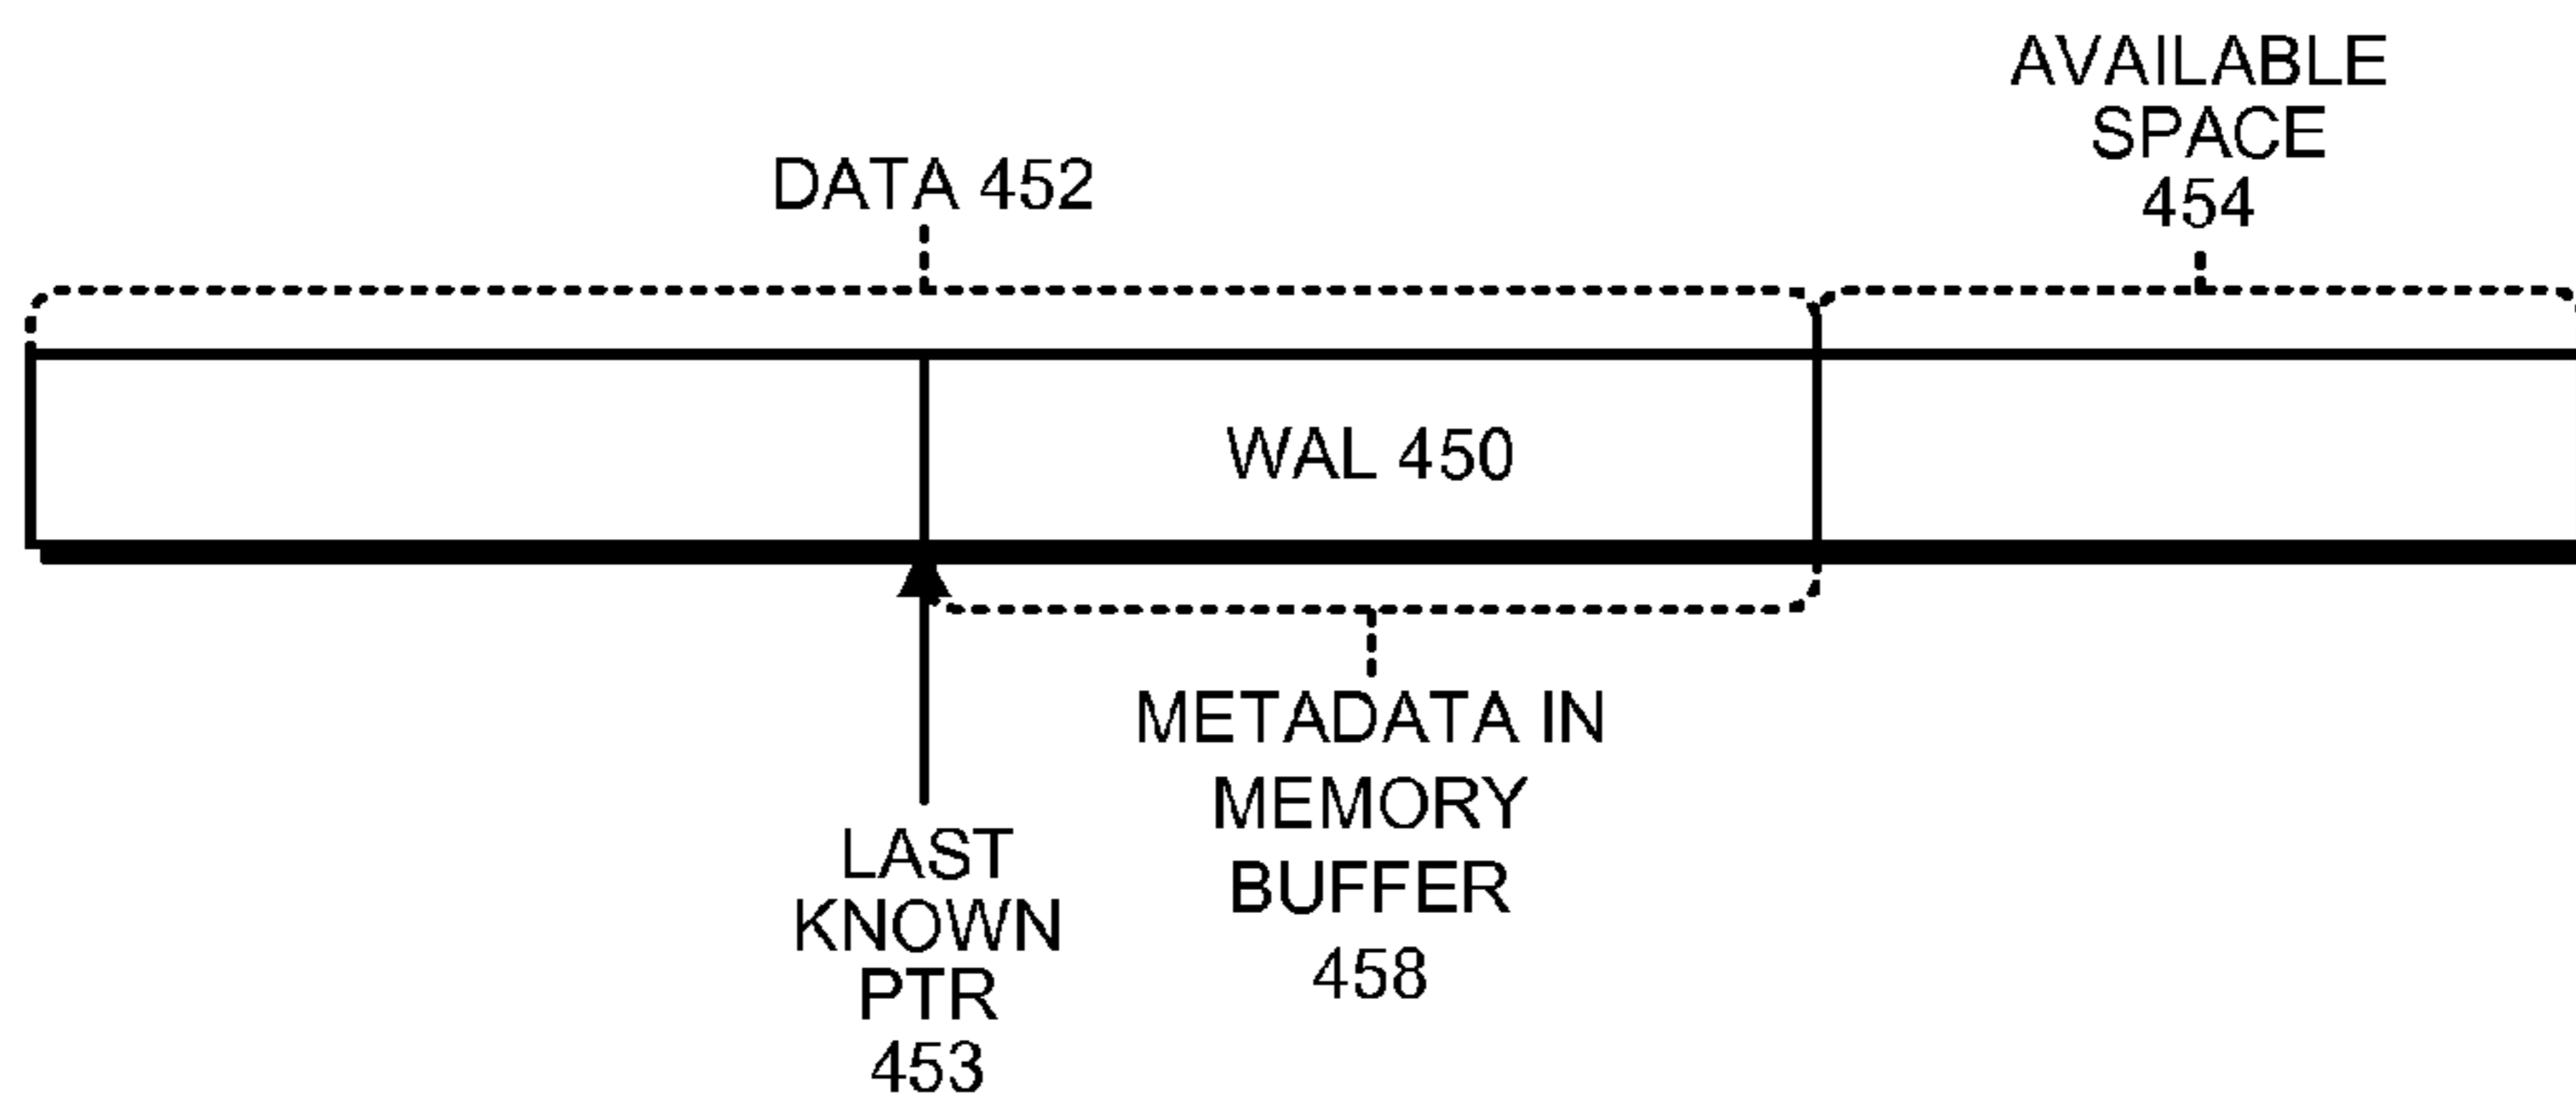 DATA 452
AVAILABLE
SPACE
454
WAL 450
METADATA IN
MEMORY
BUFFER
458
LAST
KNOWN
PTR
453